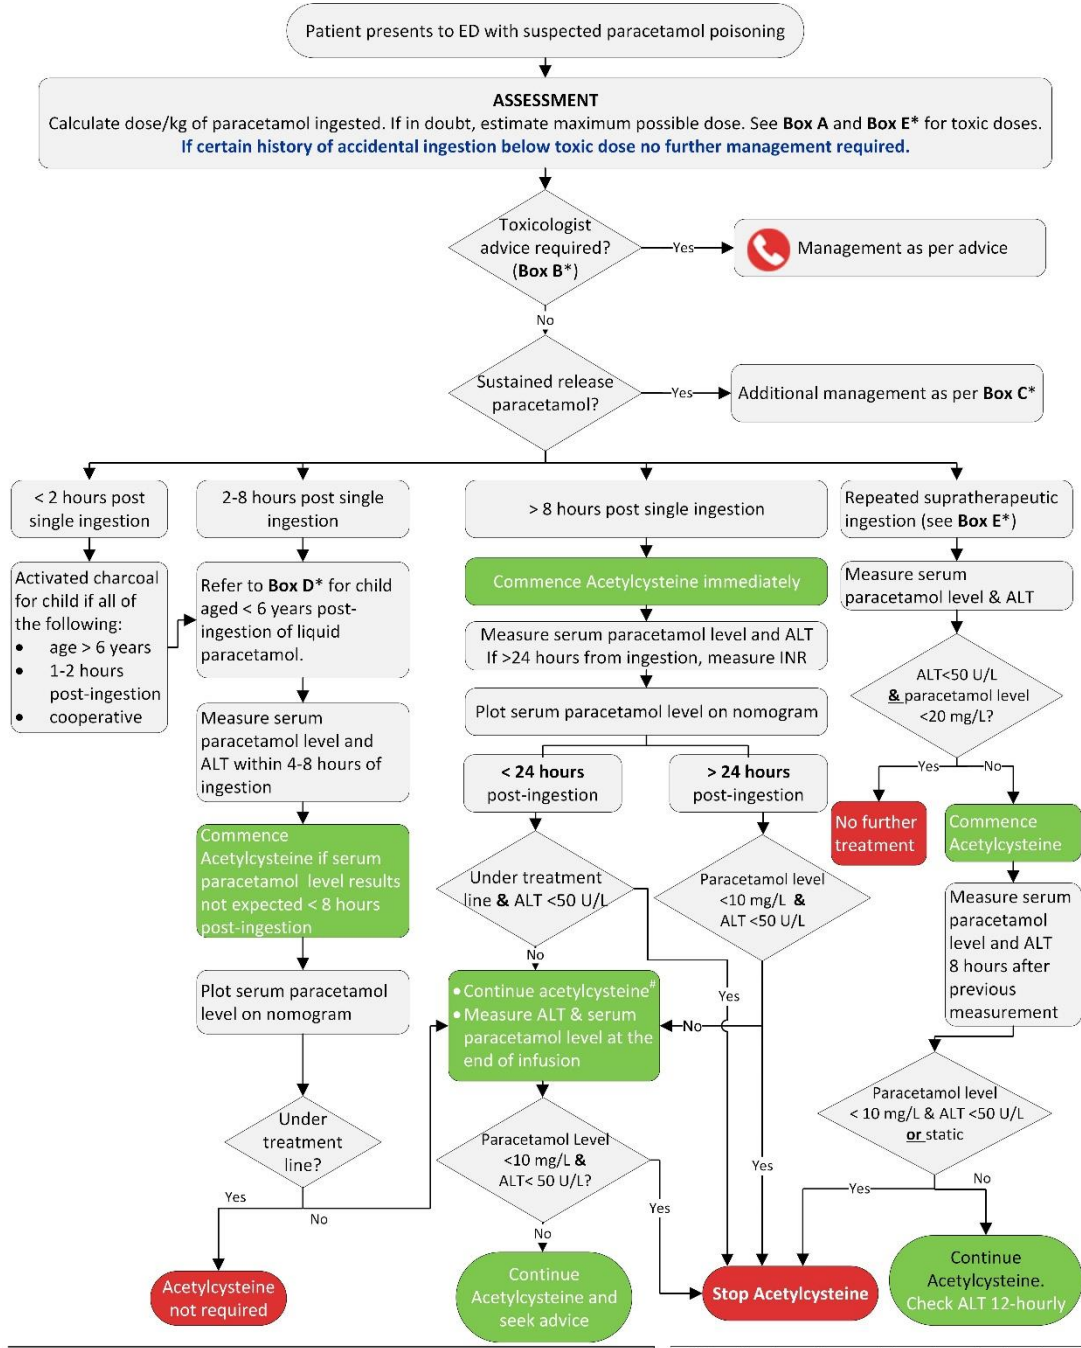 Patient presents to ED with suspected paracetamol poisoning
ASSESSMENT
Calculate dose/kg of paracetamol ingested. If in doubt, estimate maximum possible dose. See Box A and Box E* for toxic doses.
If certain history of accidental ingestion below toxic dose no further management required.
Toxicologist
advice required?
(Box B*)
Yes
Management as per advice
No
Sustained release
paracetamol?
Yes
Additional management as per Box C*
< 2 hours post
single ingestion
Activated charcoal
for child if all of
the following:
• age > 6 years
• 1-2 hours
post-ingestion
• cooperative
2-8 hours post single
ingestion
Refer to Box D* for child
aged < 6 years post-
ingestion of liquid
paracetamol.
Measure serum
paracetamol level and
ALT within 4-8 hours of
ingestion
Commence
Acetylcysteine if serum
paracetamol level results
not expected < 8 hours
post-ingestion
Plot serum paracetamol
level on nomogram
Under
treatment
line?
Yes
No
Acetylcysteine
not required
> 8 hours post single ingestion
Commence Acetylcysteine immediately
Measure serum paracetamol level and ALT
If >24 hours from ingestion, measure INR
Plot serum paracetamol level on nomogram
< 24 hours
post-ingestion
> 24 hours
post-ingestion
Under treatment
line & ALT <50 U/L
Paracetamol level
<10 mg/L &
ALT <50 U/L
No
Yes
No
Yes
• Continue acetylcysteine#
• Measure ALT & serum
paracetamol level at the
end of infusion
Paracetamol Level
<10 mg/L &
ALT< 50 U/L?
Yes
No
Continue
Acetylcysteine and
seek advice
Stop Acetylcysteine
Repeated supratherapeutic
ingestion (see Box E*)
Measure serum
paracetamol level & ALT
ALT<50 U/L
& paracetamol level
<20 mg/L?
Yes
No
No further
treatment
Commence
Acetylcysteine
Measure serum
paracetamol
level and ALT
8 hours after
previous
measurement
Paracetamol level
< 10 mg/L & ALT <50 U/L
or static
Yes
No
Continue
Acetylcysteine.
Check ALT 12-hourly